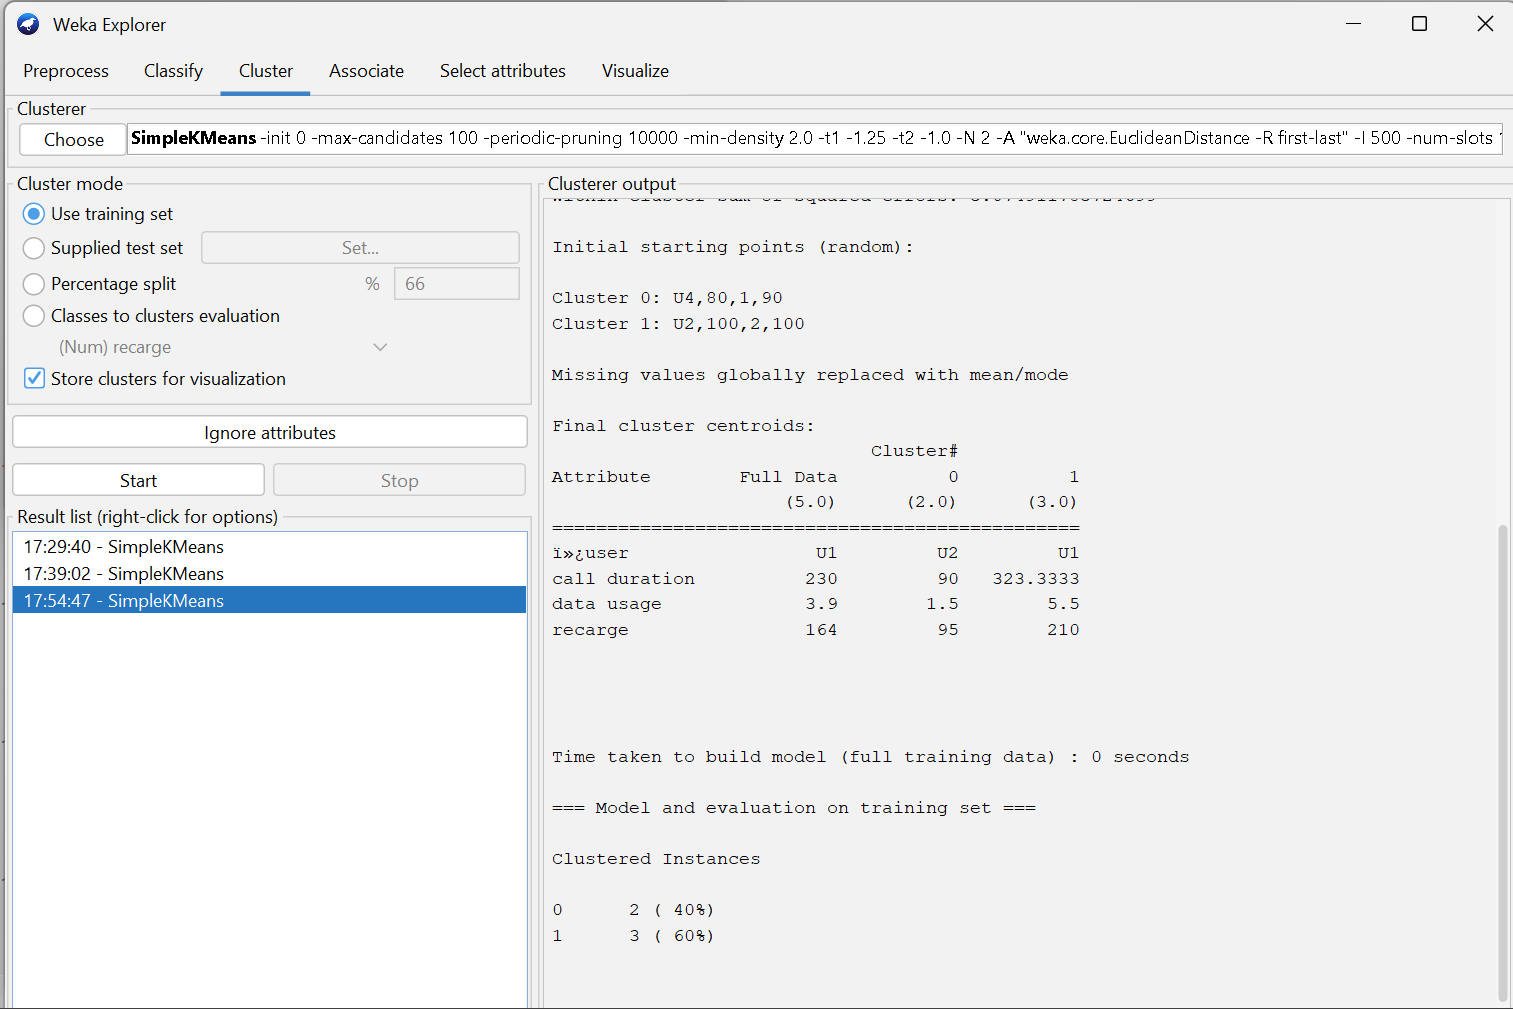 Weka Explorer
Preprocess Classify Cluster Associate Select attributes Visualize
Clusterer
Choose SimpleKMeans -init 0 -max-candidates 100 -periodic-pruning 10000 -min-density 2.0 -t1 -1.25 -t2 -1.0 -N 2 -A "weka.core.EuclideanDistance -R first-last" -I 500 -num-slots
Cluster mode
Use training set
Supplied test set Set...
Percentage split % 66
Classes to clusters evaluation
(Num) recarge
Store clusters for visualization
Ignore attributes
Start Stop
Result list (right-click for options)
17:29:40 - SimpleKMeans
17:39:02 - SimpleKMeans
17:54:47 - SimpleKMeans
Clusterer output
Initial starting points (random):
Cluster 0: U4,80,1,90
Cluster 1: U2,100,2,100
Missing values globally replaced with mean/mode
Final cluster centroids:
Cluster#
Attribute Full Data 0 1
(5.0) (2.0) (3.0)
================================================
ï»¿user U1 U2 U1
call duration 230 90 323.3333
data usage 3.9 1.5 5.5
recarge 164 95 210
Time taken to build model (full training data) : 0 seconds
=== Model and evaluation on training set ===
Clustered Instances
0 2 ( 40%)
1 3 ( 60%)